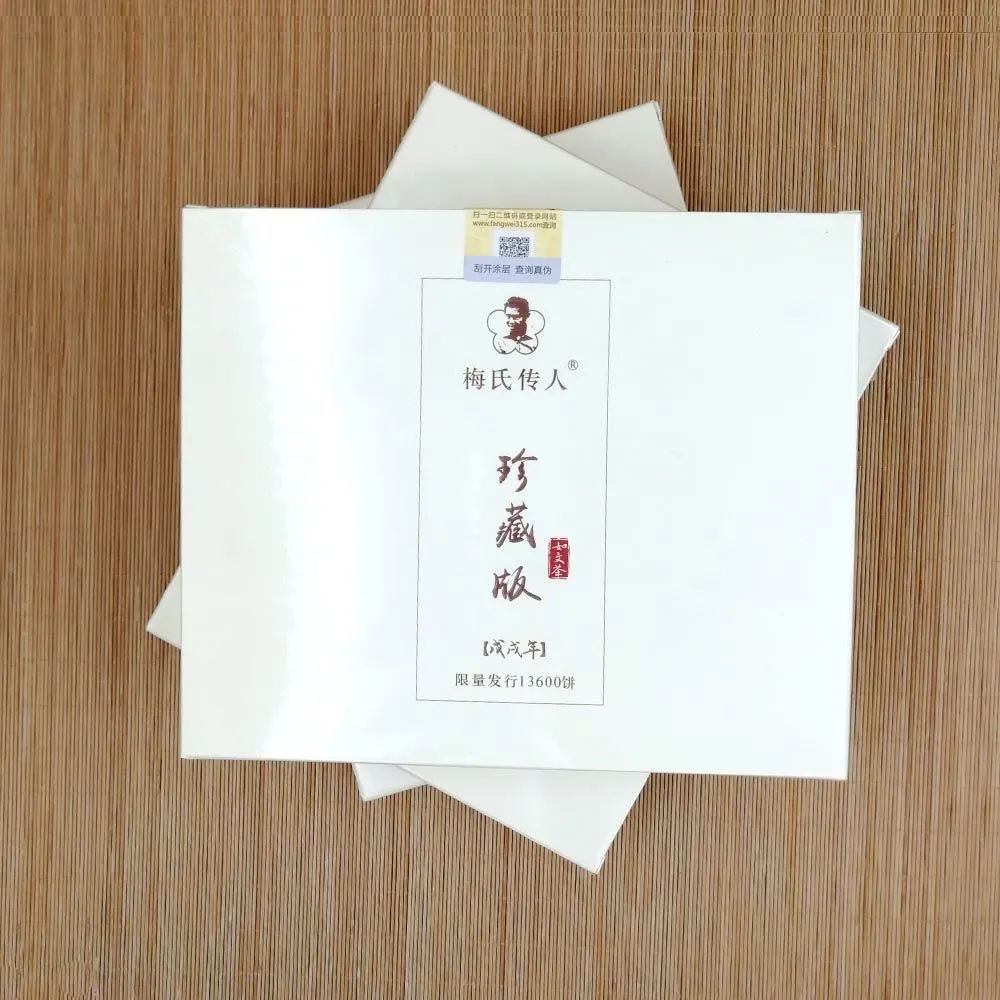 扫一扫二维码或登录网站
www.fangwei315.com查询
刮开涂层 查询真伪
梅氏传人®
珍藏版
如文荼
【戊戌年】
限量发行13600饼